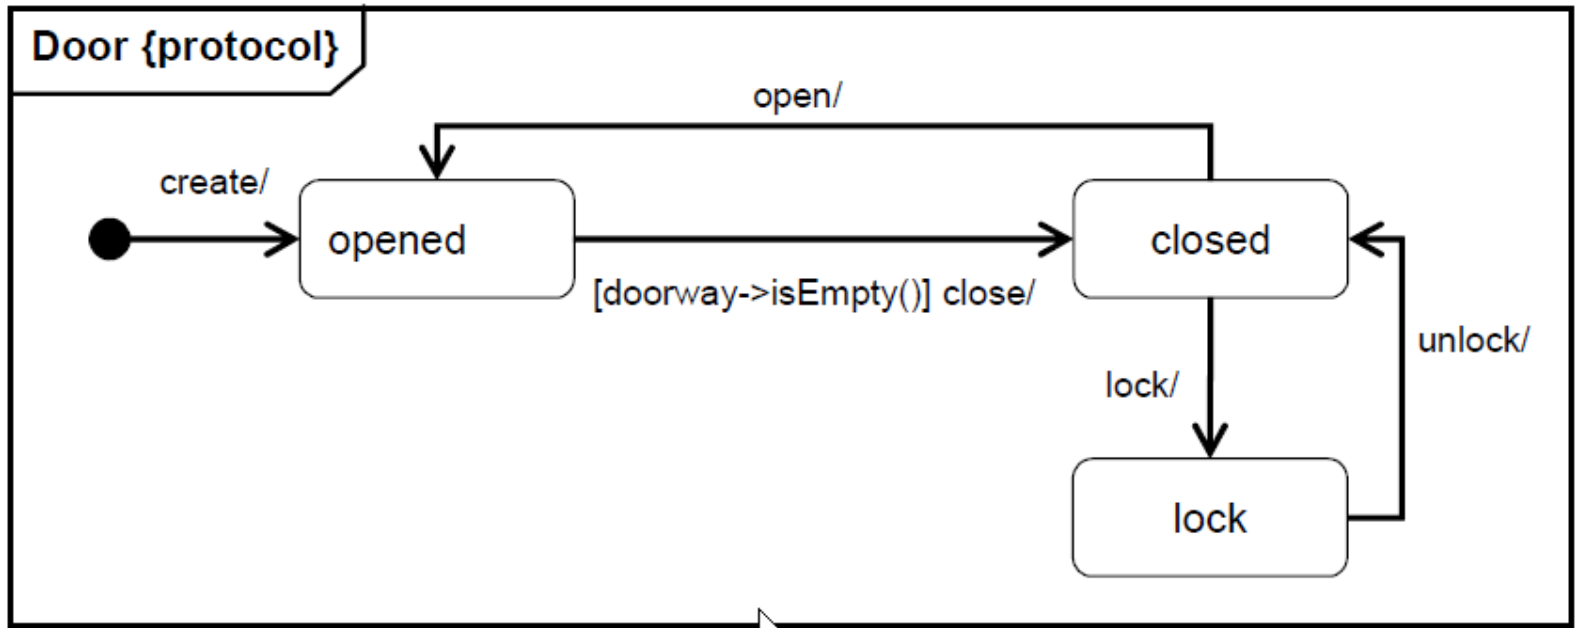 Door {protocol}
open/
create/
opened
closed
[doorway->isEmpty()] close/
unlock/
lock/
lock